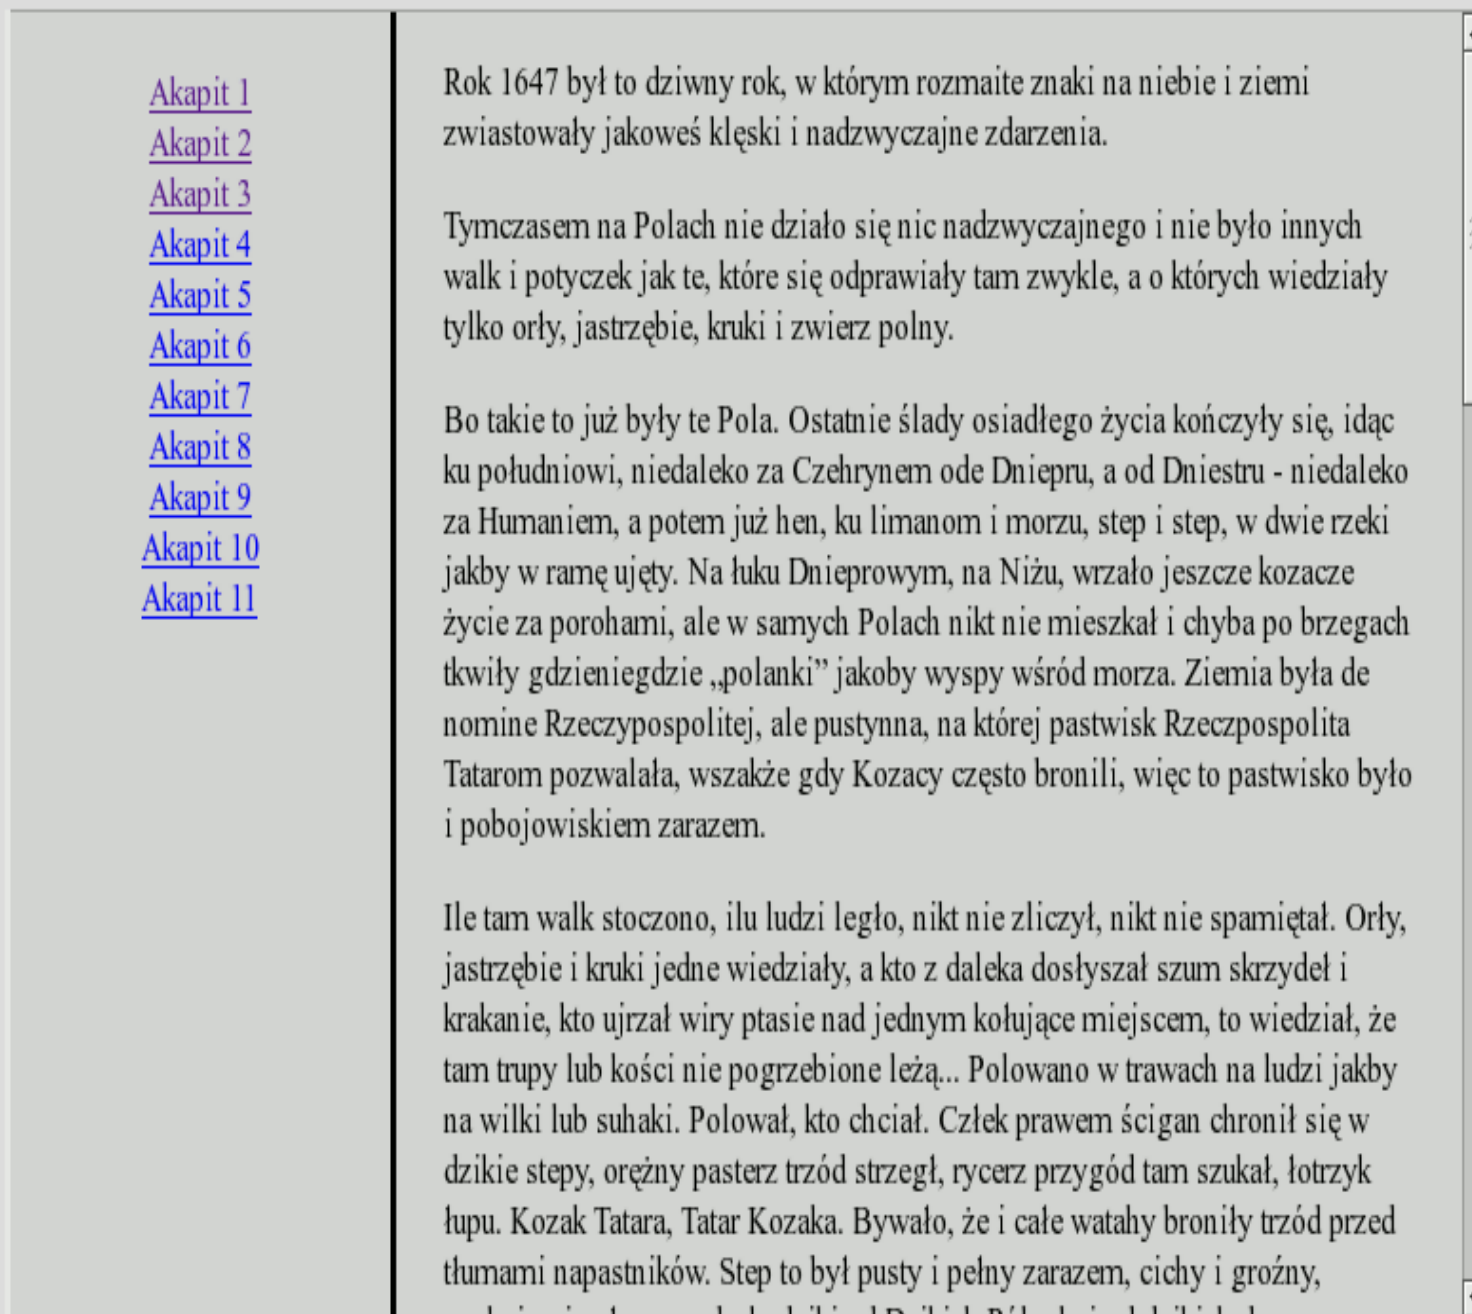 Akapit 1
Akapit 2
Akapit 3
Akapit 4
Akapit 5
Akapit 6
Akapit 7
Akapit 8
Akapit 9
Akapit 10
Akapit 11
Rok 1647 był to dziwny rok, w którym rozmaite znaki na niebie i ziemi
zwiastowały jakoweś klęski i nadzwyczajne zdarzenia.
Tymczasem na Polach nie działo się nic nadzwyczajnego i nie było innych
walk i potyczek jak te, które się odprawiały tam zwykle, a o których wiedziały
tylko orły, jastrzębie, kruki i zwierz polny.
Bo takie to już były te Pola. Ostatnie ślady osiadłego życia kończyły się, idąc
ku południowi, niedaleko za Czehrynem ode Dniepru, a od Dniestru - niedaleko
za Humaniem, a potem już hen, ku limanom i morzu, step i step, w dwie rzeki
jakby w ramę ujęty. Na łuku Dnieprowym, na Niżu, wrzało jeszcze kozacze
życie za porohami, ale w samych Polach nikt nie mieszkał i chyba po brzegach
tkwiły gdzieniegdzie „polanki” jakoby wyspy wśród morza. Ziemia była de
nomine Rzeczypospolitej, ale pustynna, na której pastwisk Rzeczpospolita
Tatarom pozwalała, wszakże gdy Kozacy często bronili, więc to pastwisko było
i pobojowiskiem zarazem.
Ile tam walk stoczono, ilu ludzi legło, nikt nie zliczył, nikt nie spamiętał. Orły,
jastrzębie i kruki jedne wiedziały, a kto z daleka dosłyszał szum skrzydeł i
krakanie, kto ujrzał wiry ptasie nad jednym kołujące miejscem, to wiedział, że
tam trupy lub kości nie pogrzebione leżą... Polowano w trawach na ludzi jakby
na wilki lub suhaki. Polował, kto chciał. Człek prawem ścigan chronił się w
dzikie stepy, orężny pasterz trzód strzegł, rycerz przygód tam szukał, łotrzyk
łupu. Kozak Tatara, Tatar Kozaka. Bywało, że i całe watahy broniły trzód przed
tłumami napastników. Step to był pusty i pełny zarazem, cichy i groźny,